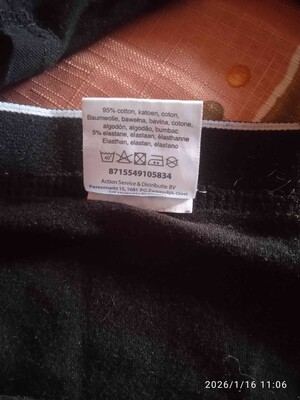 95% cotton, katoen, coton,
Baumwolle, bawełna, bavlna, cotone,
algodón, algodão, bumbac
5% elastane, elastaan, élasthanne
Elasthan, elastan, elastano
8715549105834
Action Service & Distributie BV
2026/1/16 11:06